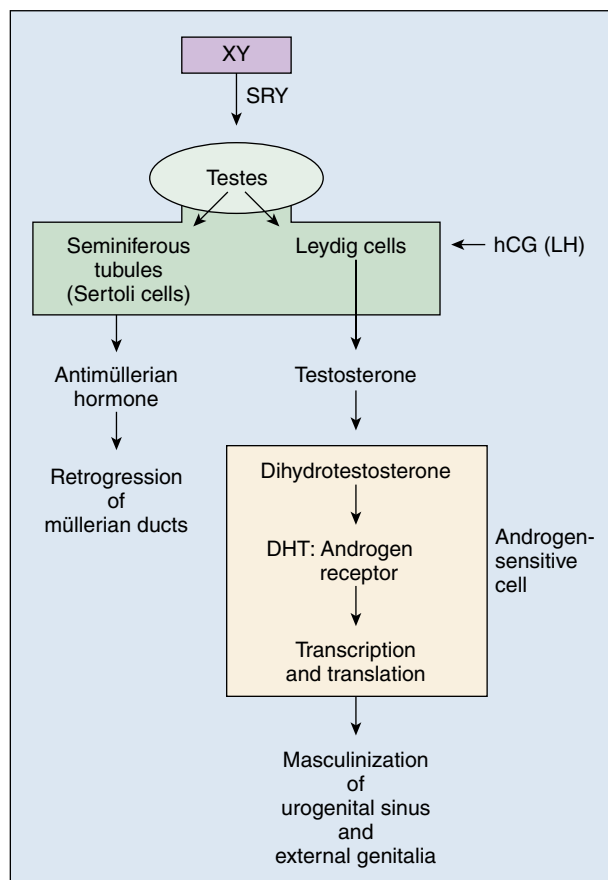 XY
SRY
Testes
Seminiferous
tubules
(Sertoli cells)
Leydig cells
hCG (LH)
Antimüllerian
hormone
Testosterone
Retrogression
of
müllerian ducts
Dihydrotestosterone
DHT: Androgen
receptor
Transcription
and translation
Androgen-
sensitive
cell
Masculinization
of
urogenital sinus
and
external genitalia